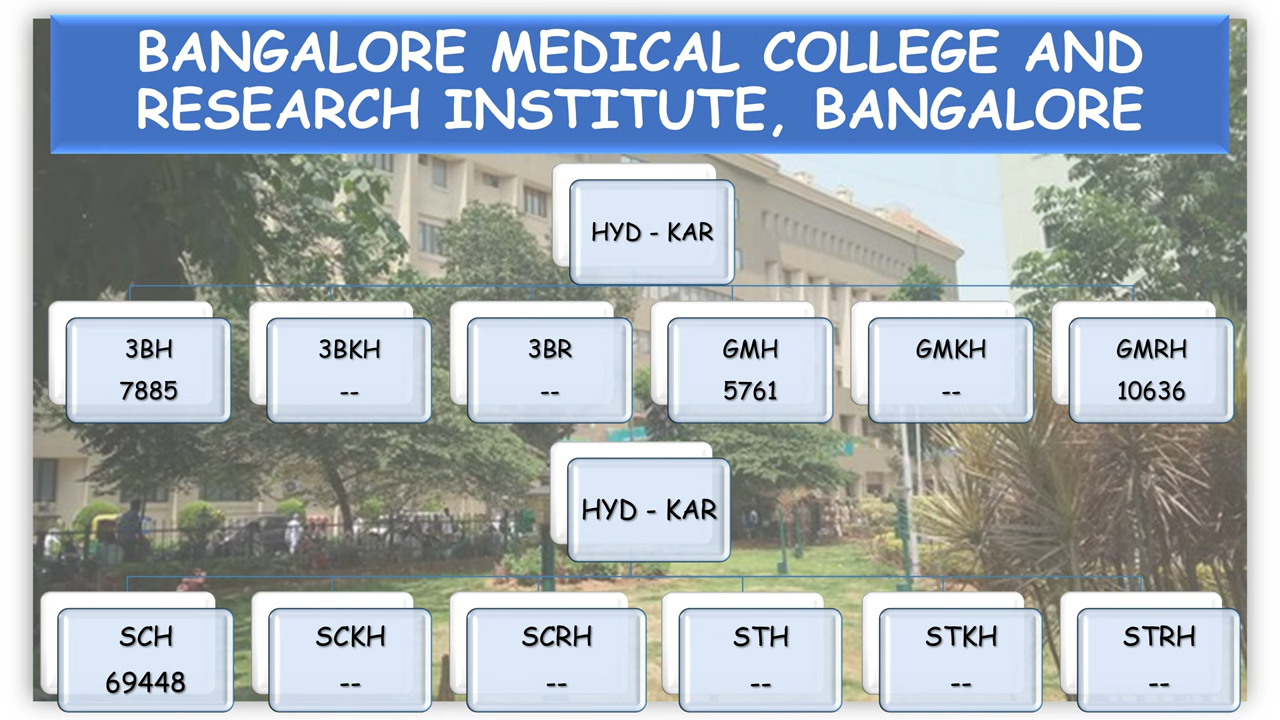 BANGALORE MEDICAL COLLEGE AND
RESEARCH INSTITUTE, BANGALORE
HYD - KAR
3BH
7885
3BKH
--
3BR
--
GMH
5761
GMKH
--
GMRH
10636
HYD - KAR
SCH
69448
SCKH
--
SCRH
--
STH
--
STKH
--
STRH
--